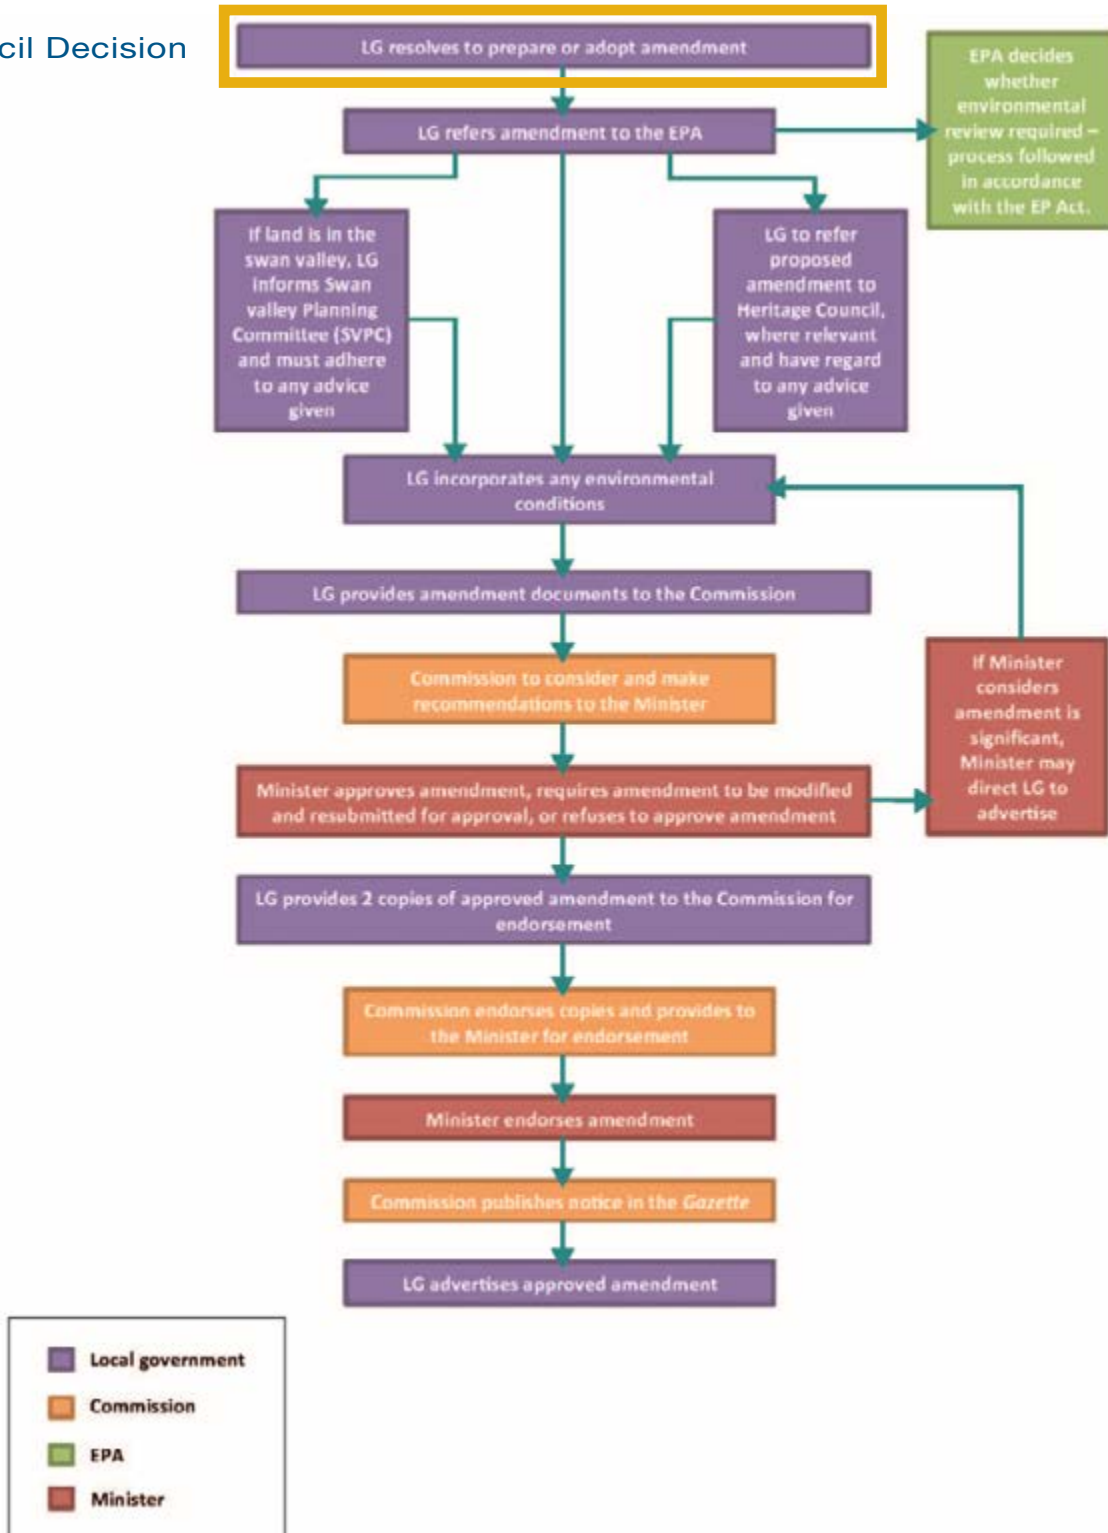 cil Decision
LG resolves to prepare or adopt amendment
EPA decides
whether
environmental
review required –
process followed
in accordance
with the EP Act.
LG refers amendment to the EPA
If land is in the
swan valley, LG
informs Swan
valley Planning
Committee (SVPC)
and must adhere
to any advice
given
LG to refer
proposed
amendment to
Heritage Council,
where relevant
and have regard
to any advice
given
LG incorporates any environmental
conditions
LG provides amendment documents to the Commission
Commission to consider and make
recommendations to the Minister
If Minister
considers
amendment is
significant,
Minister may
direct LG to
advertise
Minister approves amendment, requires amendment to be modified
and resubmitted for approval, or refuses to approve amendment
LG provides 2 copies of approved amendment to the Commission for
endorsement
Commission endorses copies and provides to
the Minister for endorsement
Minister endorses amendment
Commission publishes notice in the Gazette
LG advertises approved amendment
Local government
Commission
EPA
Minister